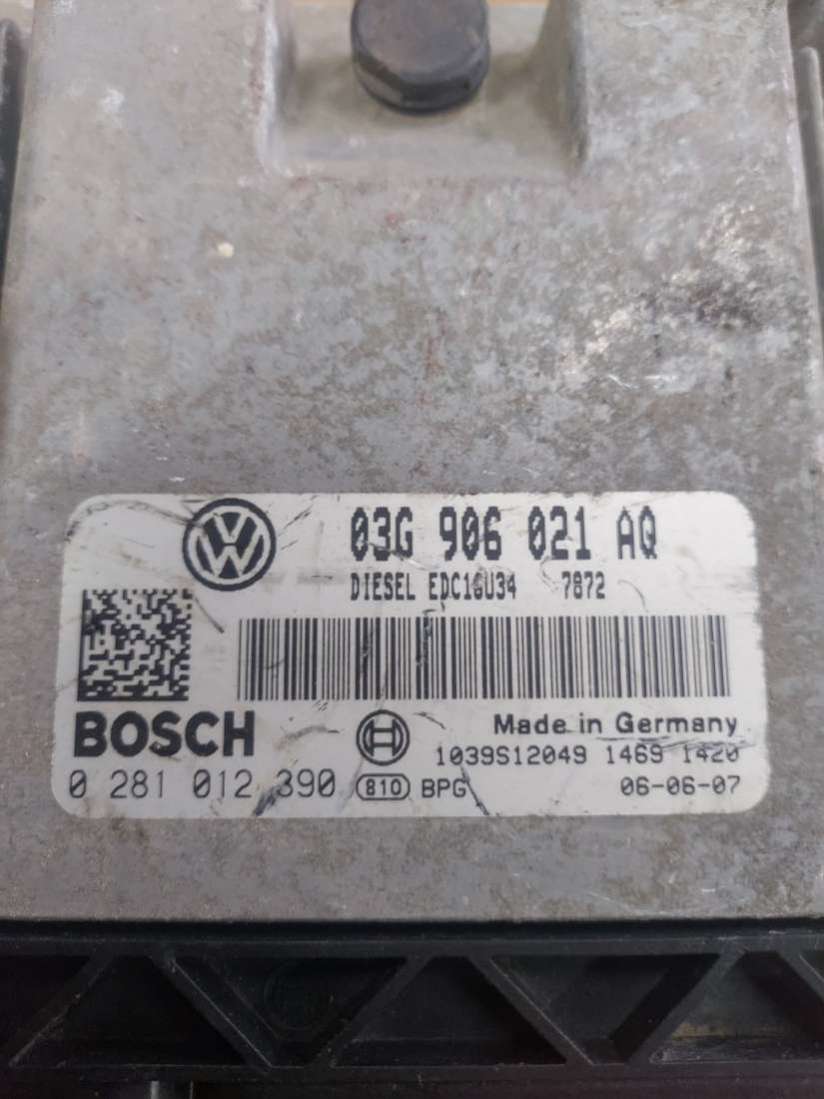 03G 906 021 AQ
DIESEL EDC16U34 7872
BOSCH
Made in Germany
1039S12049 1469 1420
0 281 012 390 810 BPG 06-06-07